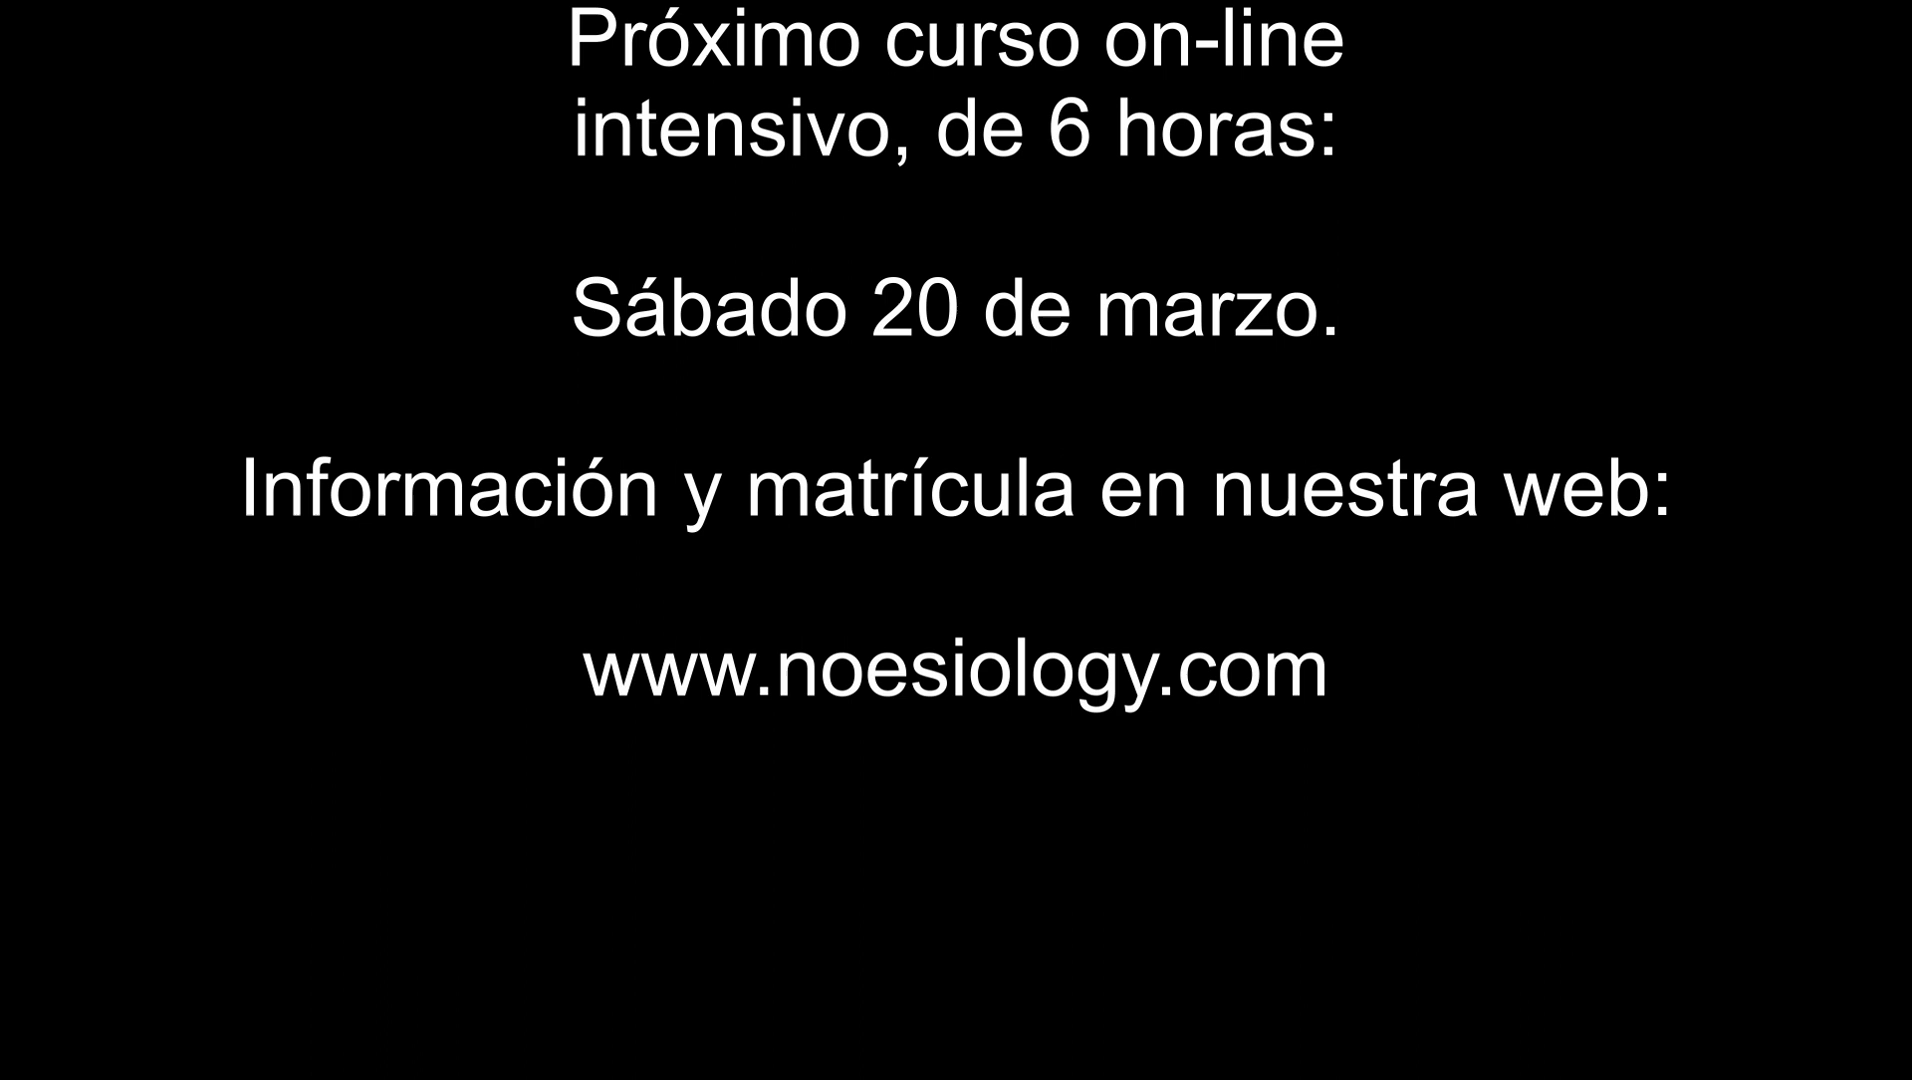 Próximo curso on-line
intensivo, de 6 horas:
Sábado 20 de marzo.
Información y matrícula en nuestra web:
www.noesiology.com